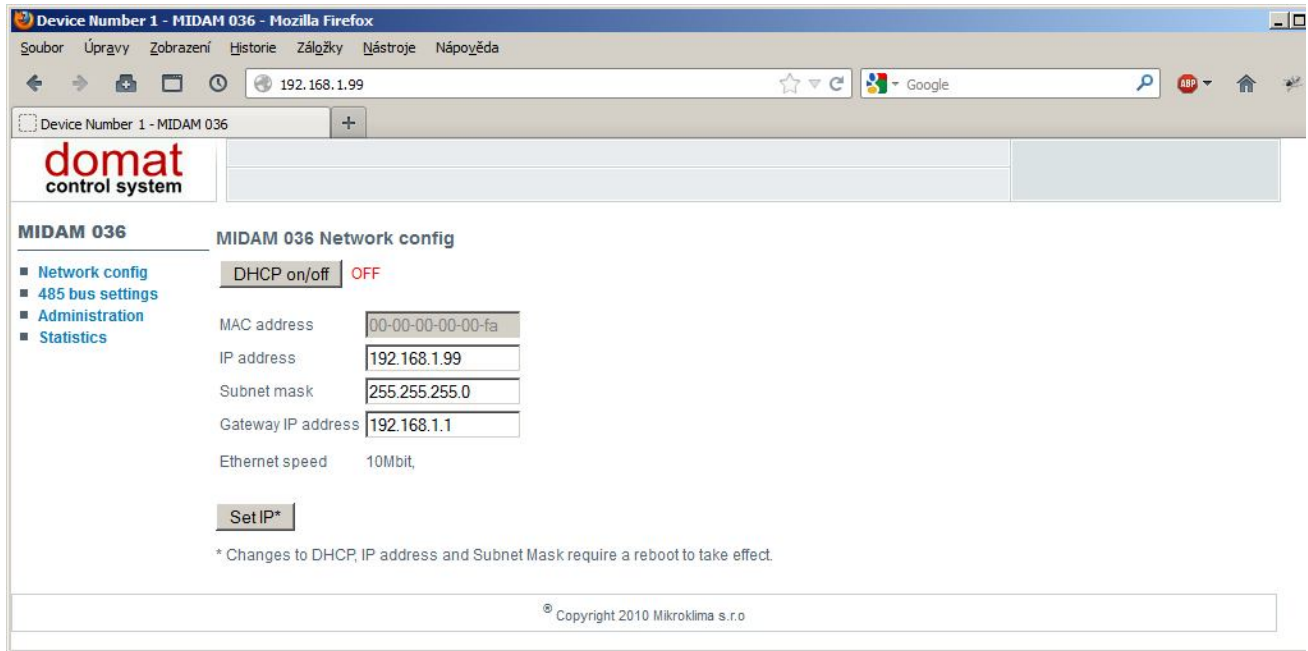 Device Number 1 - MIDAM 036 - Mozilla Firefox
Soubor Úpravy Zobrazení Historie Záložky Nástroje Nápověda
192.168.1.99 Google ABP
Device Number 1 - MIDAM 036 +
domat
control system
MIDAM 036
Network config
485 bus settings
Administration
Statistics
MIDAM 036 Network config
DHCP on/off OFF
MAC address 00-00-00-00-00-fa
IP address 192.168.1.99
Subnet mask 255.255.255.0
Gateway IP address 192.168.1.1
Ethernet speed 10Mbit,
Set IP*
* Changes to DHCP, IP address and Subnet Mask require a reboot to take effect.
® Copyright 2010 Mikroklima s.r.o